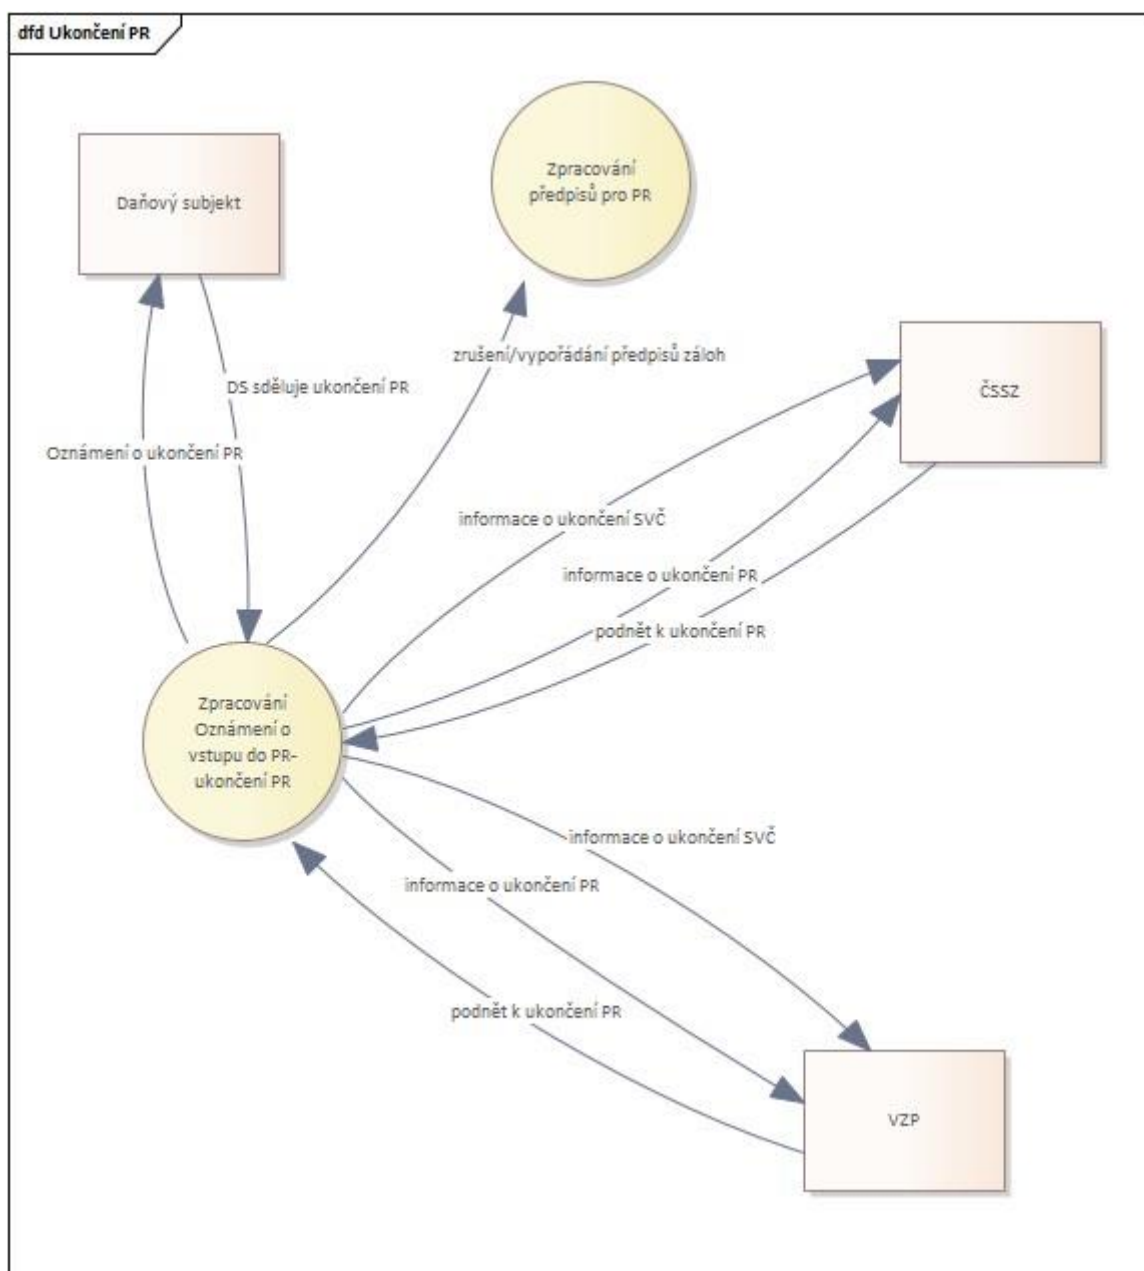 dfd Ukončení PR
Zpracování
předpisů pro PR
Daňový subjekt
zrušení/vypořádání předpisů záloh
DS sděluje ukončení PR
ČSSZ
Oznámení o ukončení PR
informace o ukončení SVČ
informace o ukončení PR
podnět k ukončení PR
Zpracování
Oznámení o
vstupu do PR-
ukončení PR
informace o ukončení SVČ
informace o ukončení PR
podnět k ukončení PR
VZP